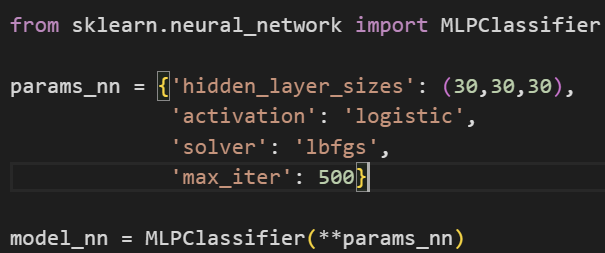 from sklearn.neural_network import MLPClassifier
params_nn = {'hidden_layer_sizes': (30,30,30),
'activation': 'logistic',
'solver': 'lbfgs',
'max_iter': 500}
model_nn = MLPClassifier(**params_nn)